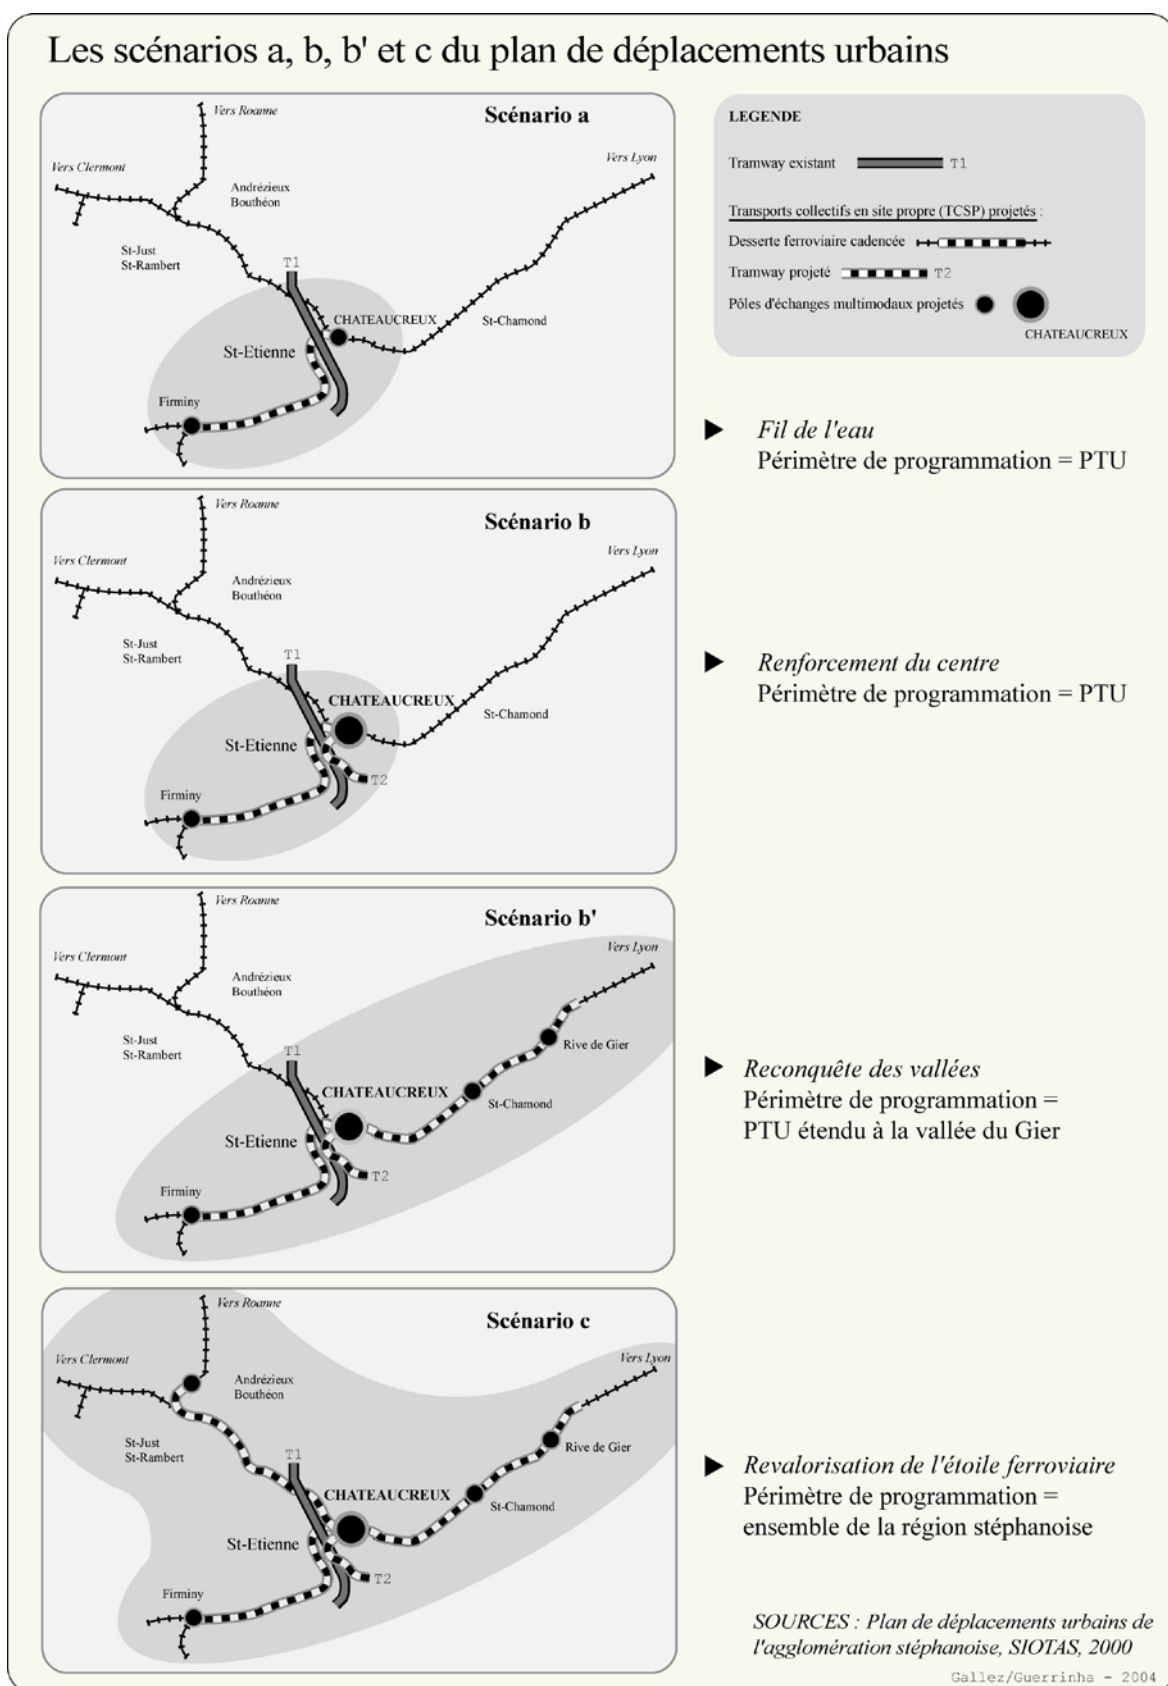 Les scénarios a, b, b' et c du plan de déplacements urbains
Scénario a
Vers Roanne
Vers Clermont
Vers Lyon
Andrézieux
Bouthéon
St-Just
St-Rambert
T1
CHATEAUCREUX
St-Chamond
St-Etienne
Firminy
LEGENDE
Tramway existant T1
Transports collectifs en site propre (TCSP) projetés :
Desserte ferroviaire cadencée
Tramway projeté T2
Pôles d'échanges multimodaux projetés
CHATEAUCREUX
Fil de l'eau
Périmètre de programmation = PTU
Scénario b
Vers Roanne
Vers Clermont
Vers Lyon
Andrézieux
Bouthéon
St-Just
St-Rambert
T1
CHATEAUCREUX
St-Chamond
St-Etienne
T2
Firminy
Renforcement du centre
Périmètre de programmation = PTU
Scénario b'
Vers Roanne
Vers Clermont
Vers Lyon
Andrézieux
Bouthéon
St-Just
St-Rambert
Rive de Gier
T1
CHATEAUCREUX
St-Chamond
St-Etienne
T2
Firminy
Reconquête des vallées
Périmètre de programmation =
PTU étendu à la vallée du Gier
Scénario c
Vers Roanne
Vers Clermont
Vers Lyon
Andrézieux
Bouthéon
St-Just
St-Rambert
Rive de Gier
T1
CHATEAUCREUX
St-Chamond
St-Etienne
T2
Firminy
Revalorisation de l'étoile ferroviaire
Périmètre de programmation =
ensemble de la région stéphanoise
SOURCES : Plan de déplacements urbains de
l'agglomération stéphanoise, SIOTAS, 2000
Gallez/Guerrinha - 2004